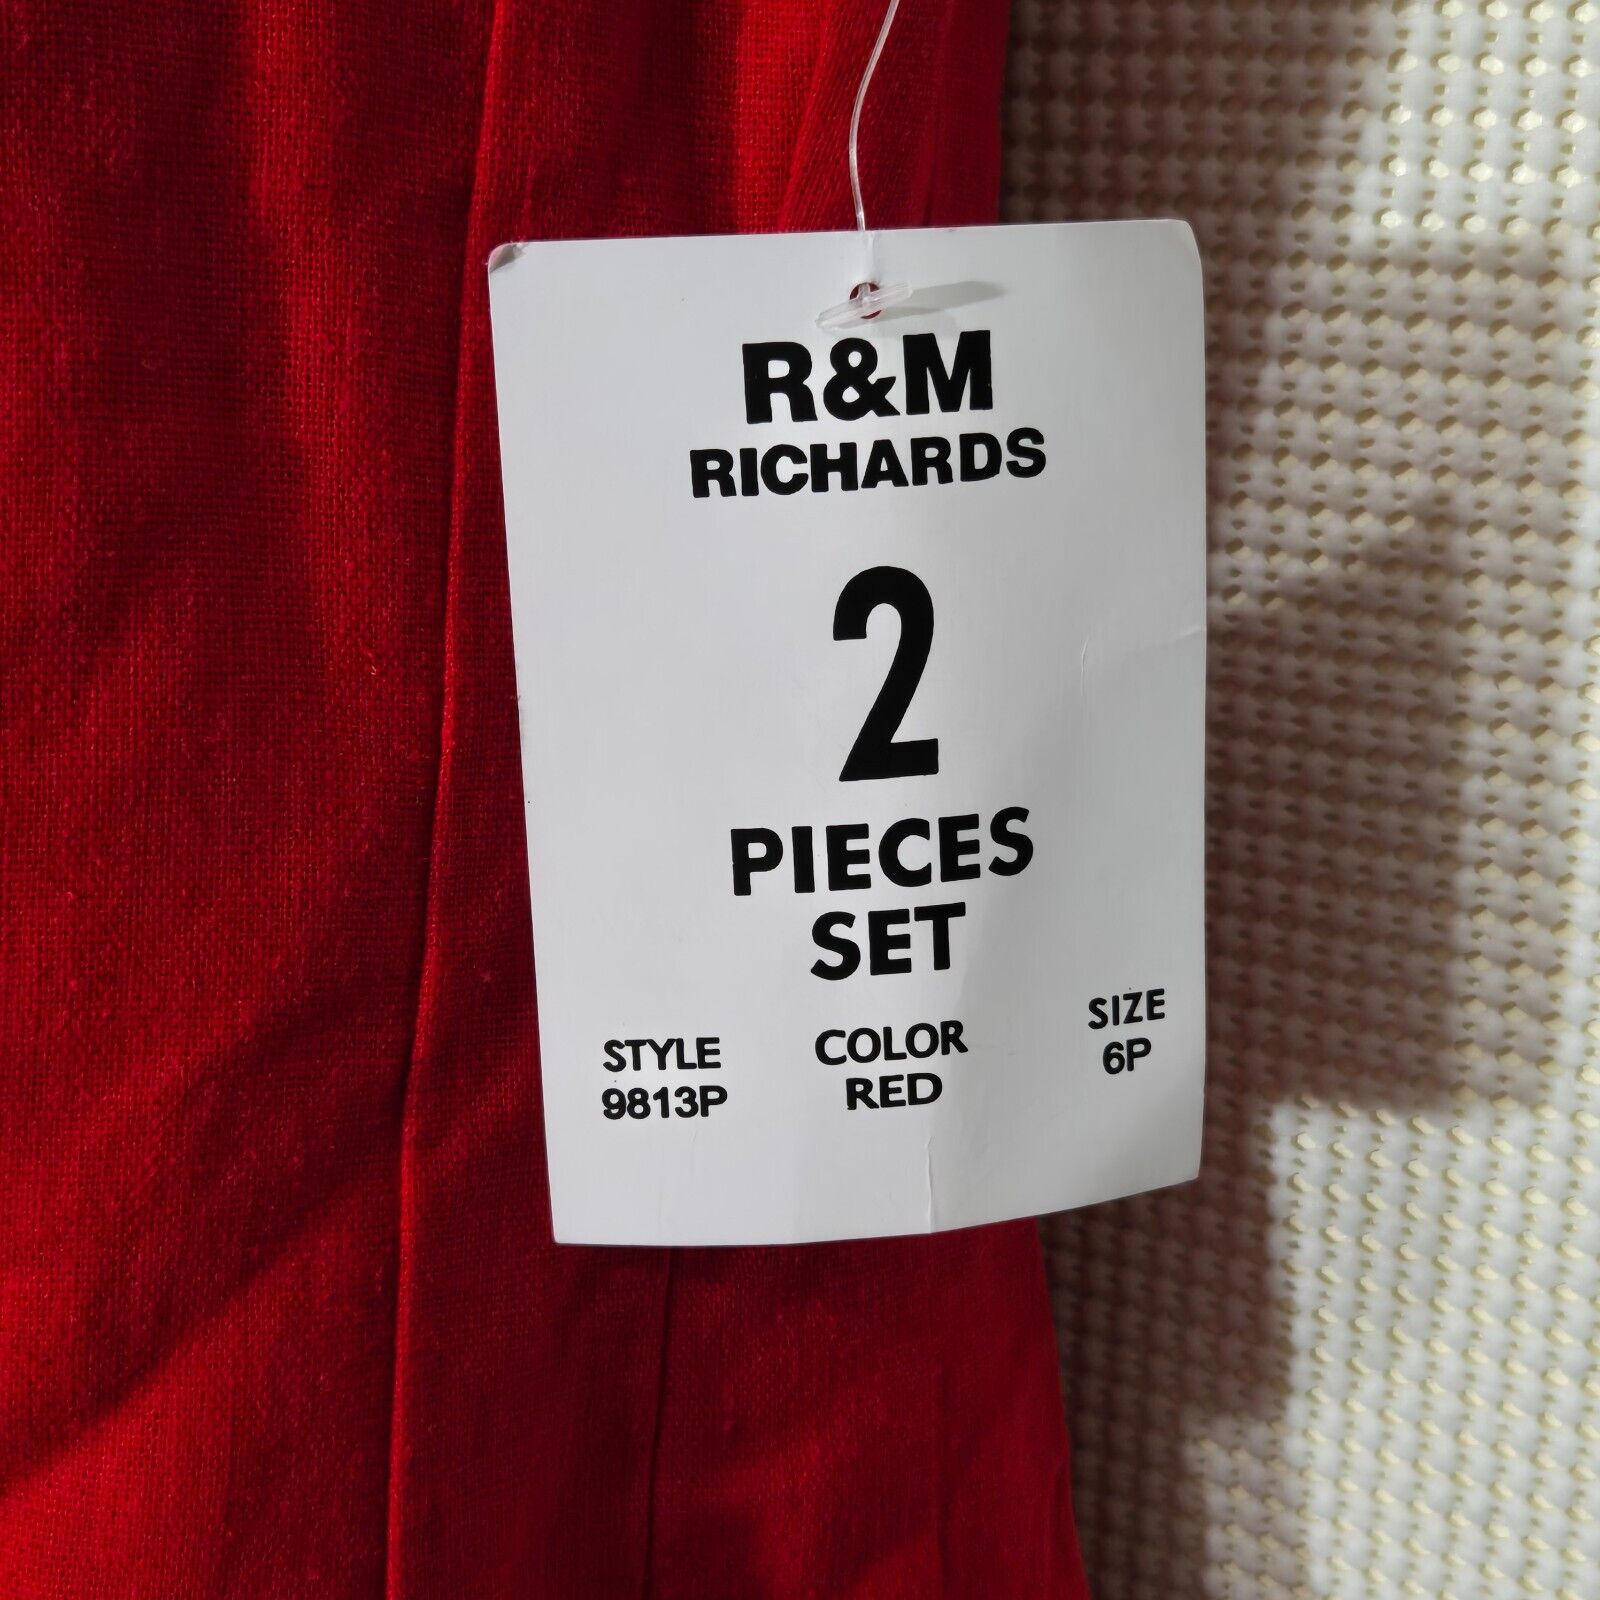 R&M
RICHARDS
2
PIECES
SET
STYLE COLOR SIZE
9813P RED 6P